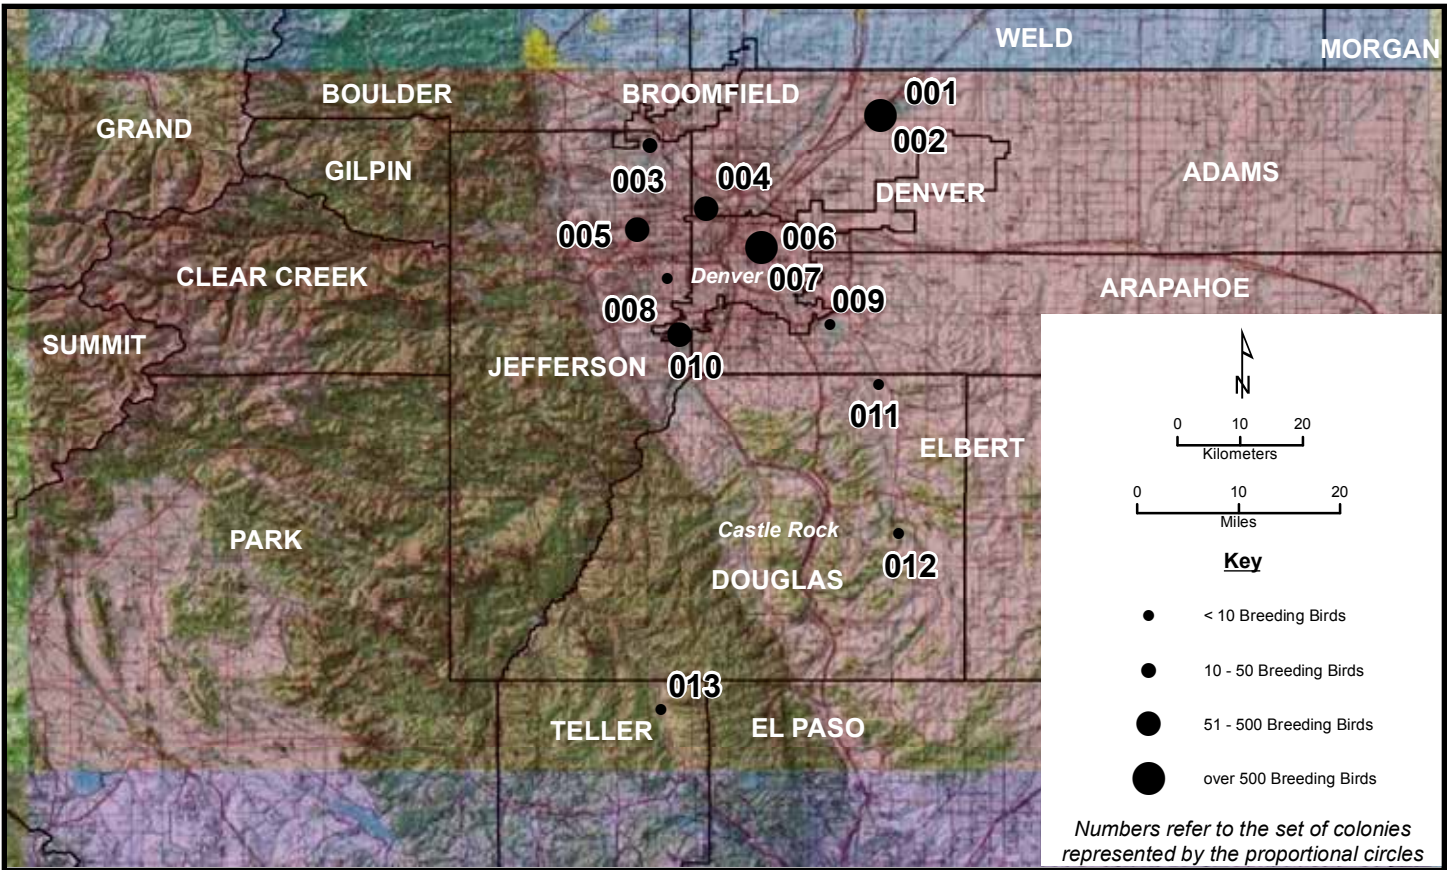 WELD
MORGAN
BOULDER
BROOMFIELD
001
GRAND
002
GILPIN
003
004
DENVER
ADAMS
005
006
CLEAR CREEK
Denver
007
ARAPAHOE
008
009
SUMMIT
JEFFERSON
010
011
ELBERT
PARK
Castle Rock
012
DOUGLAS
013
TELLER
EL PASO
N
0 10 20
Kilometers
0 10 20
Miles
Key
< 10 Breeding Birds
10 - 50 Breeding Birds
51 - 500 Breeding Birds
over 500 Breeding Birds
Numbers refer to the set of colonies
represented by the proportional circles